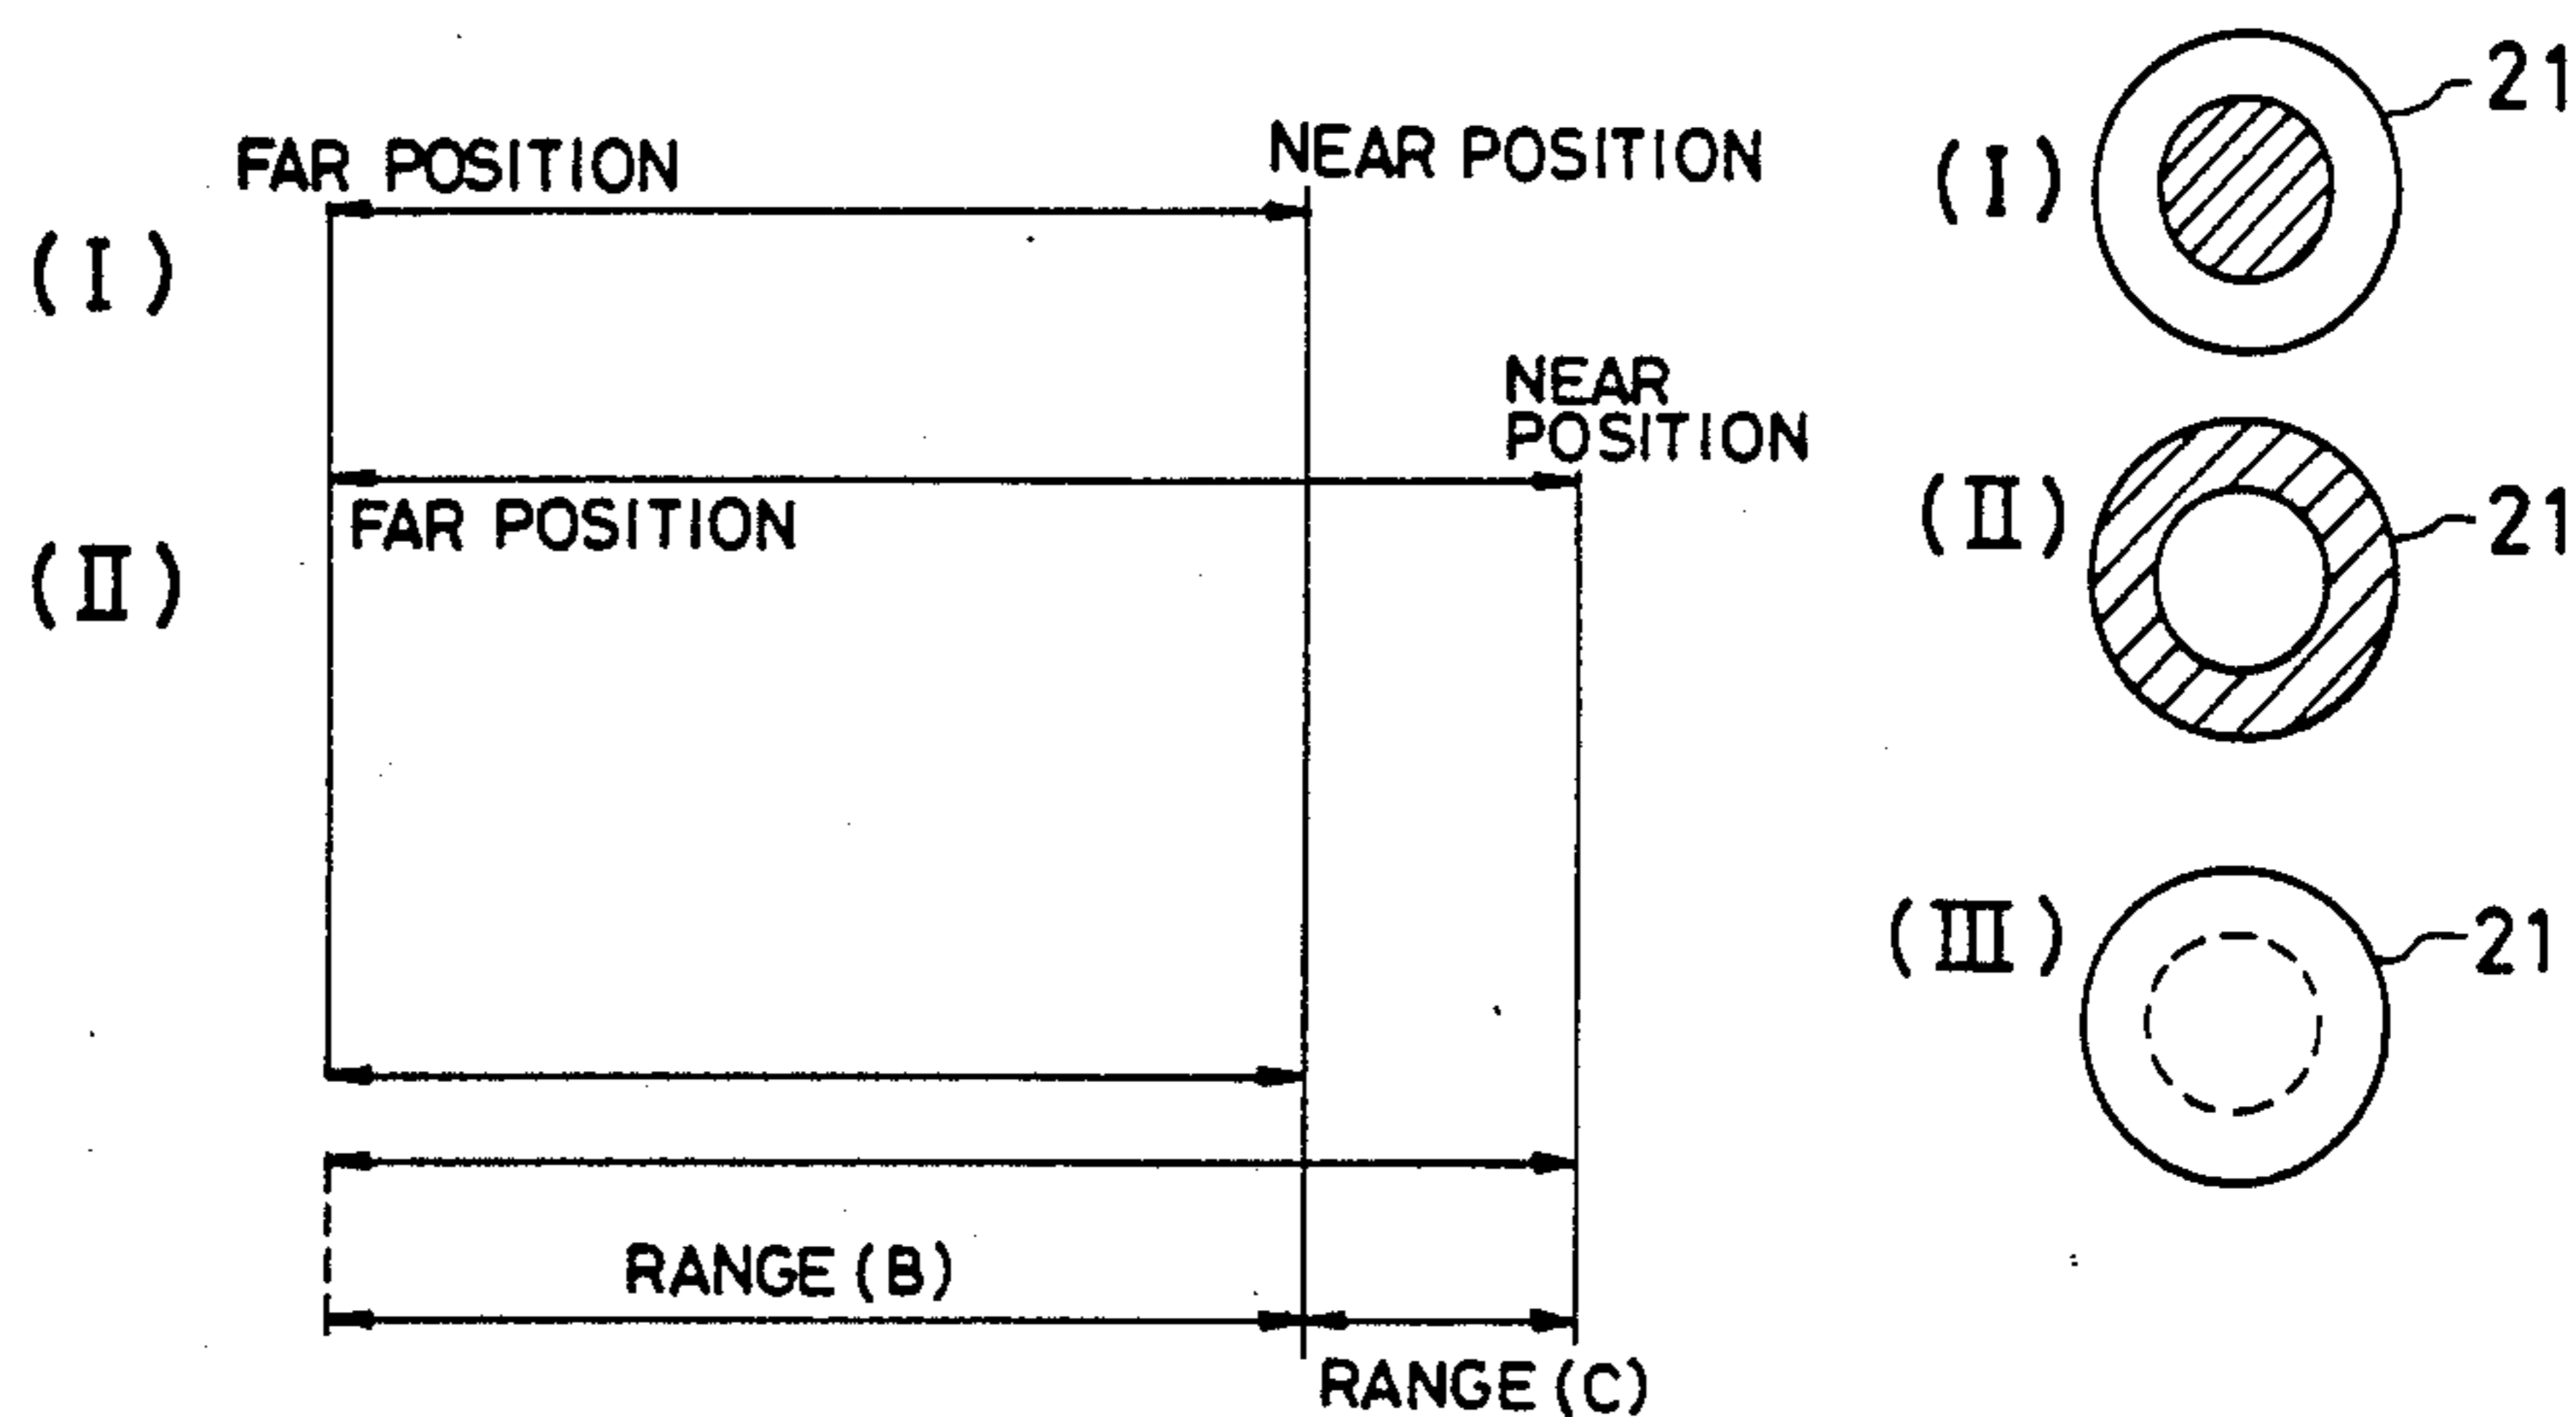 FAR POSITION
NEAR POSITION
(I)
NEAR
POSITION
FAR POSITION
(II)
RANGE (B)
RANGE (C)
(I)
21
(II)
21
(III)
21